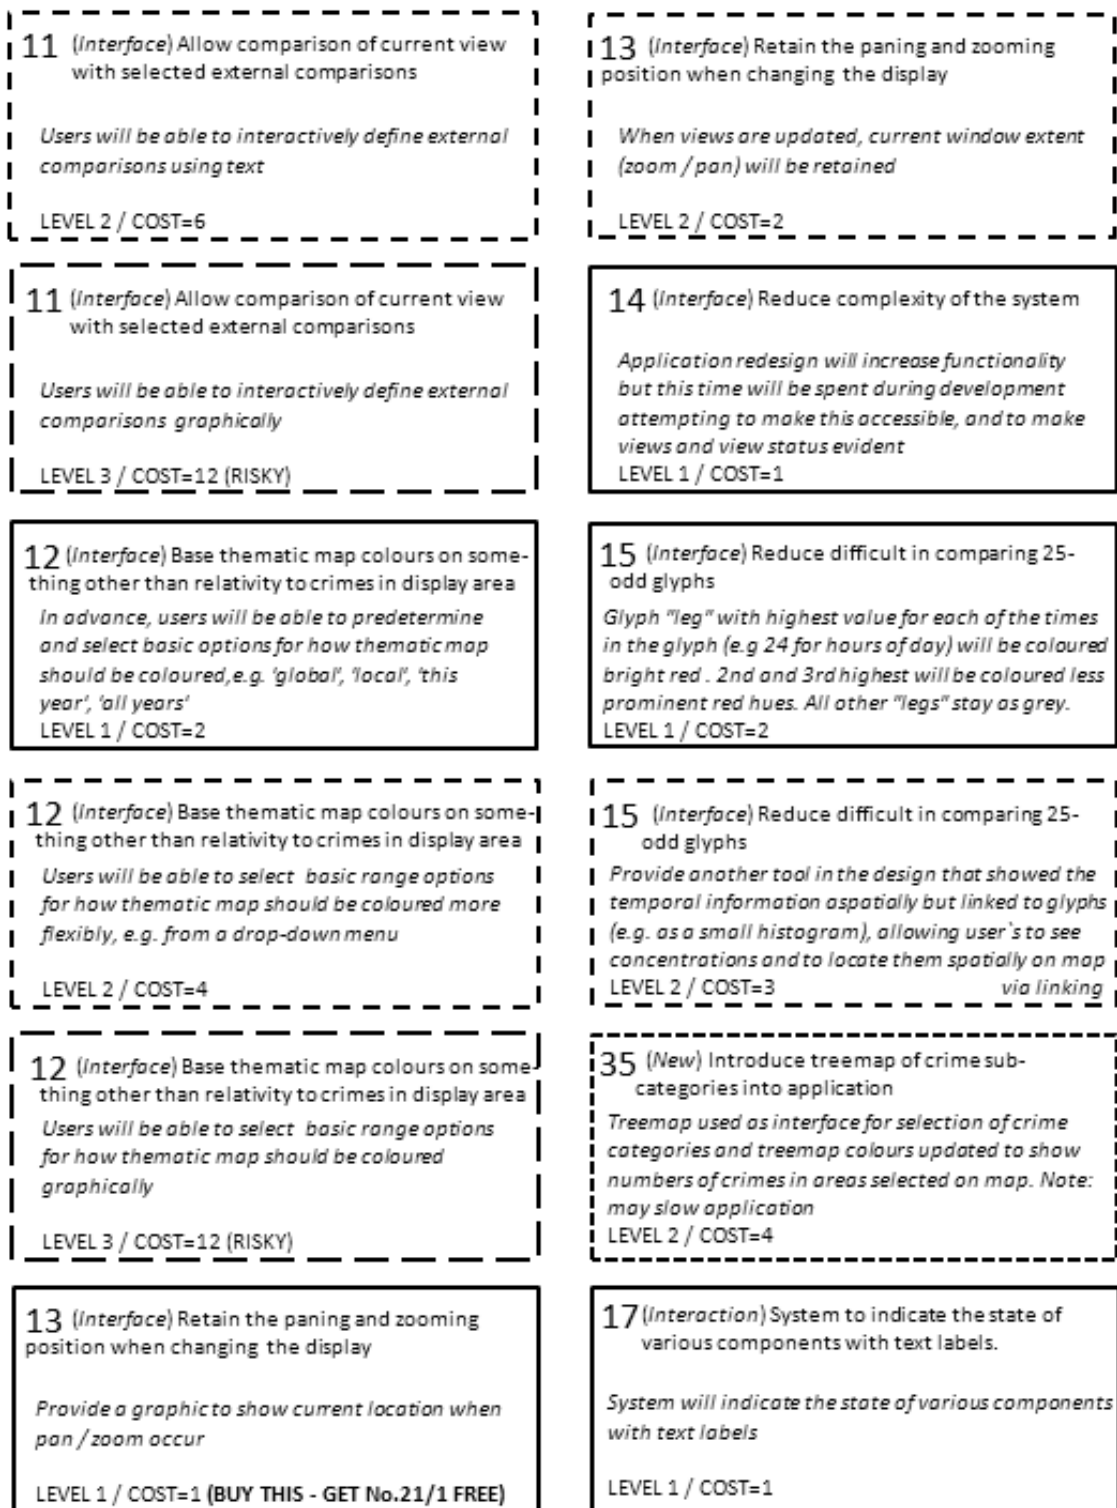 11 (Interface) Allow comparison of current view
with selected external comparisons
Users will be able to interactively define external
comparisons using text
LEVEL 2 / COST=6
11 (Interface) Allow comparison of current view
with selected external comparisons
Users will be able to interactively define external
comparisons graphically
LEVEL 3 / COST=12 (RISKY)
12 (Interface) Base thematic map colours on some-
thing other than relativity to crimes in display area
In advance, users will be able to predetermine
and select basic options for how thematic map
should be coloured,e.g. 'global', 'local', 'this
year', 'all years'
LEVEL 1 / COST=2
12 (Interface) Base thematic map colours on some-
thing other than relativity to crimes in display area
Users will be able to select basic range options
for how thematic map should be coloured more
flexibly, e.g. from a drop-down menu
LEVEL 2 / COST=4
12 (Interface) Base thematic map colours on some-
thing other than relativity to crimes in display area
Users will be able to select basic range options
for how thematic map should be coloured
graphically
LEVEL 3 / COST=12 (RISKY)
13 (Interface) Retain the paning and zooming
position when changing the display
Provide a graphic to show current location when
pan / zoom occur
LEVEL 1 / COST=1 (BUY THIS - GET No.21/1 FREE)
13 (Interface) Retain the paning and zooming
position when changing the display
When views are updated, current window extent
(zoom / pan) will be retained
LEVEL 2 / COST=2
14 (Interface) Reduce complexity of the system
Application redesign will increase functionality
but this time will be spent during development
attempting to make this accessible, and to make
views and view status evident
LEVEL 1 / COST=1
15 (Interface) Reduce difficult in comparing 25-
odd glyphs
Glyph "leg" with highest value for each of the times
in the glyph (e.g 24 for hours of day) will be coloured
bright red . 2nd and 3rd highest will be coloured less
prominent red hues. All other "legs" stay as grey.
LEVEL 1 / COST=2
15 (Interface) Reduce difficult in comparing 25-
odd glyphs
Provide another tool in the design that showed the
temporal information aspatially but linked to glyphs
(e.g. as a small histogram), allowing user`s to see
concentrations and to locate them spatially on map
LEVEL 2 / COST=3 via linking
35 (New) Introduce treemap of crime sub-
categories into application
Treemap used as interface for selection of crime
categories and treemap colours updated to show
numbers of crimes in areas selected on map. Note:
may slow application
LEVEL 2 / COST=4
17 (Interaction) System to indicate the state of
various components with text labels.
System will indicate the state of various components
with text labels
LEVEL 1 / COST=1